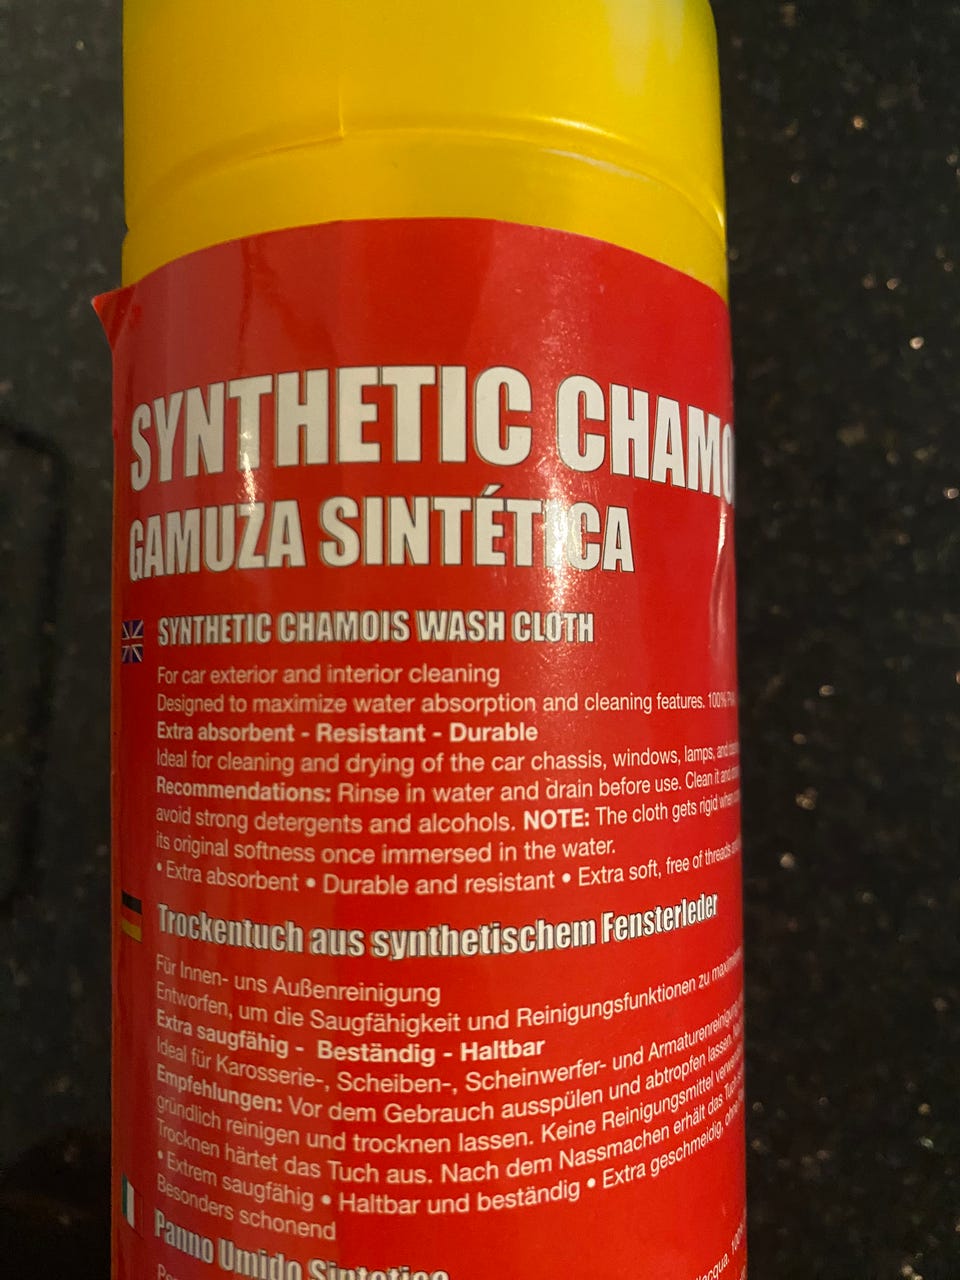 SYNTHETIC CHAMO
GAMUZA SINTÉTICA
SYNTHETIC CHAMOIS WASH CLOTH
For car exterior and interior cleaning
Designed to maximize water absorption and cleaning features. 100%
Extra absorbent - Resistant - Durable
Ideal for cleaning and drying of the car chassis, windows, lamps, and
Recommendations: Rinse in water and drain before use. Clean it and
avoid strong detergents and alcohols. NOTE: The cloth gets rigid when
its original softness once immersed in the water.
• Extra absorbent • Durable and resistant • Extra soft, free of threads
Trockentuch aus synthetischem Fensterleder
Für Innen- uns Außenreinigung
Entworfen, um die Saugfähigkeit und Reinigungsfunktionen zu
Extra saugfähig - Beständig - Haltbar
Ideal für Karosserie-, Scheiben-, Scheinwerfer- und Armaturenreinigung
Empfehlungen: Vor dem Gebrauch ausspülen und abtropfen lassen.
gründlich reinigen und trocknen lassen. Keine Reinigungsmittel
Trocknen härtet das Tuch aus. Nach dem Nassmachen erhält das Tuch
• Extrem saugfähig • Haltbar und beständig • Extra geschmeidig,
Besonders schonend
Panno Umido Sintetico